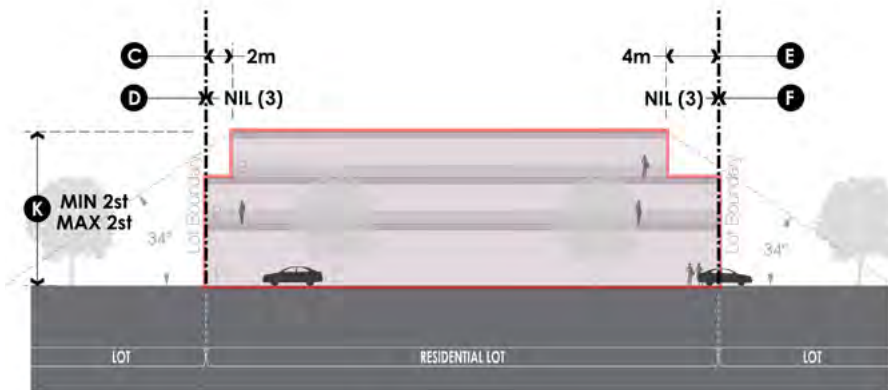 C 2m 4m E
D NIL (3) NIL (3) F
K MIN 2st
MAX 2st
Lot Boundary
Lot Boundary
34°
34°
LOT RESIDENTIAL LOT LOT